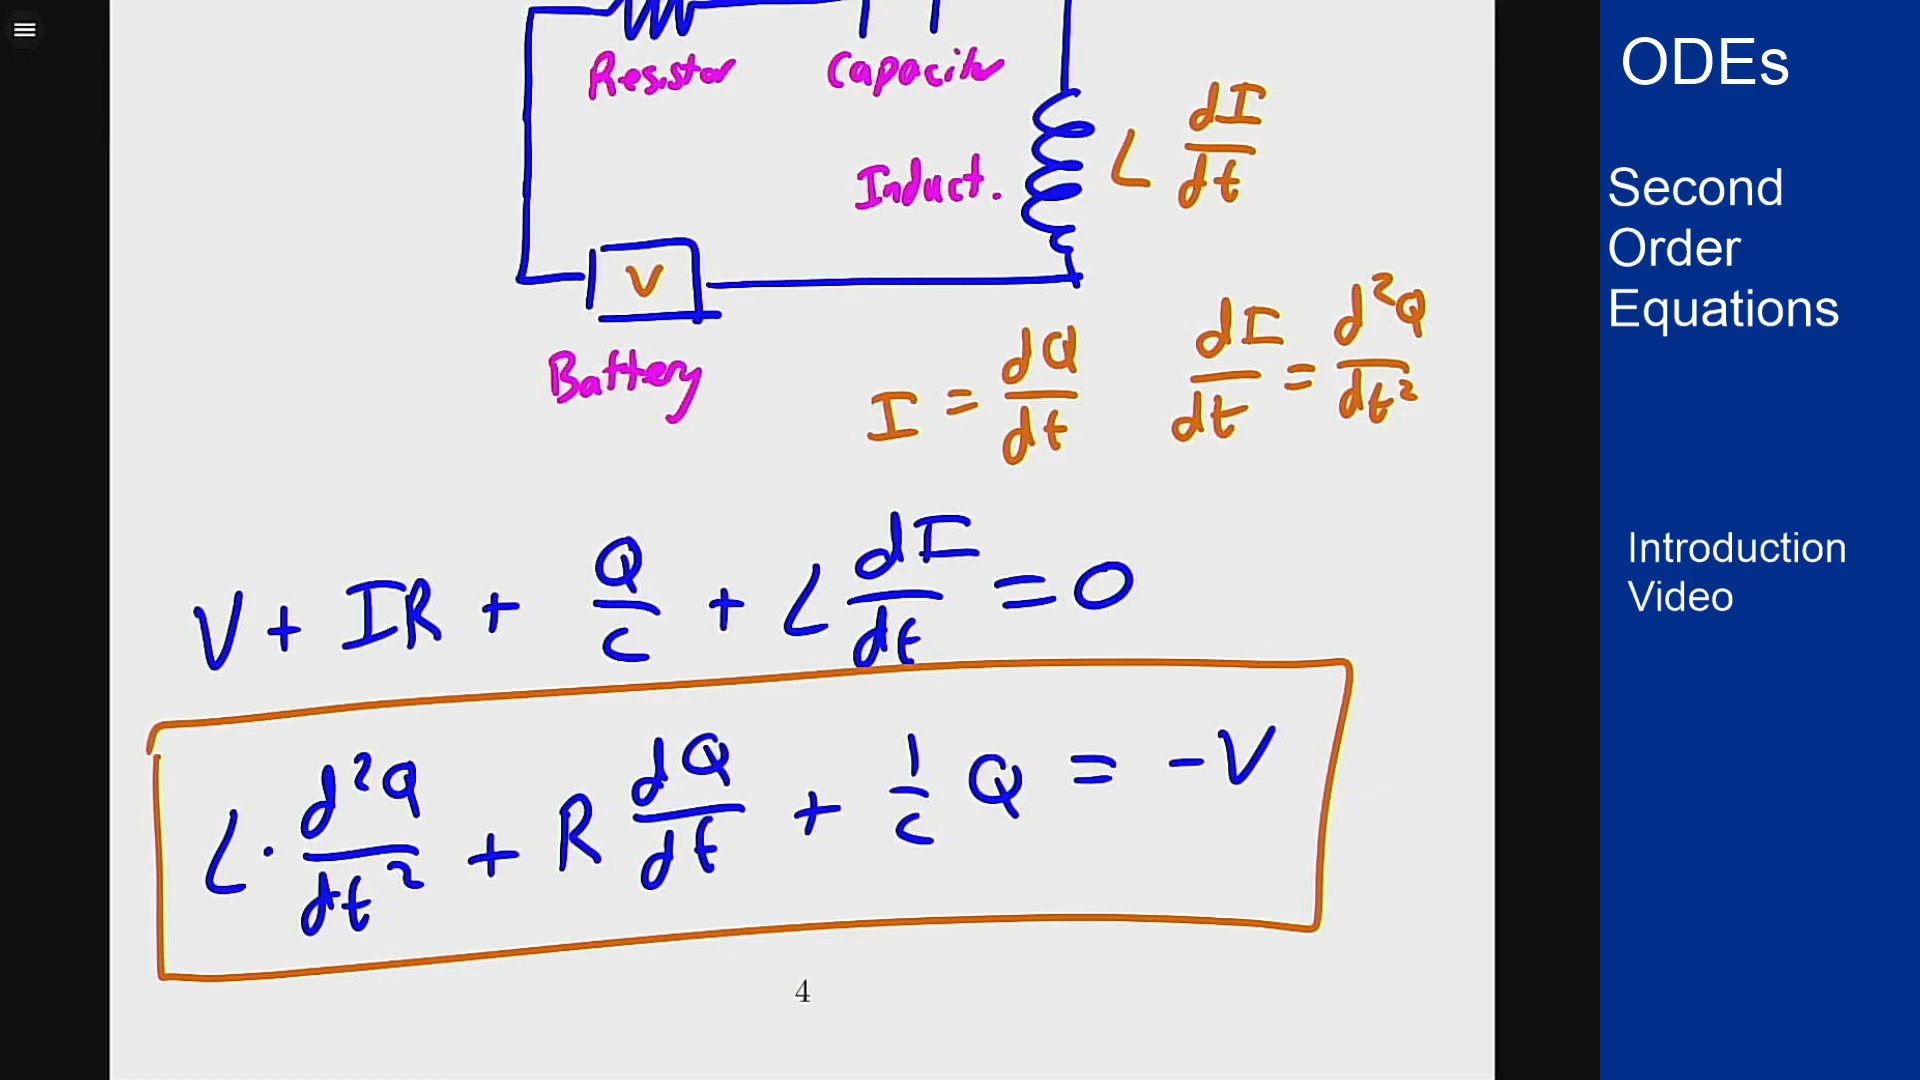 Resistor Capacitor
L dI/dt
Induct.
V
Battery
I = dQ/dt dI/dt = d²Q/dt²
V + IR + Q/C + L dI/dt = 0
L · d²Q/dt² + R dQ/dt + 1/C Q = -V
4
ODEs
Second
Order
Equations
Introduction
Video